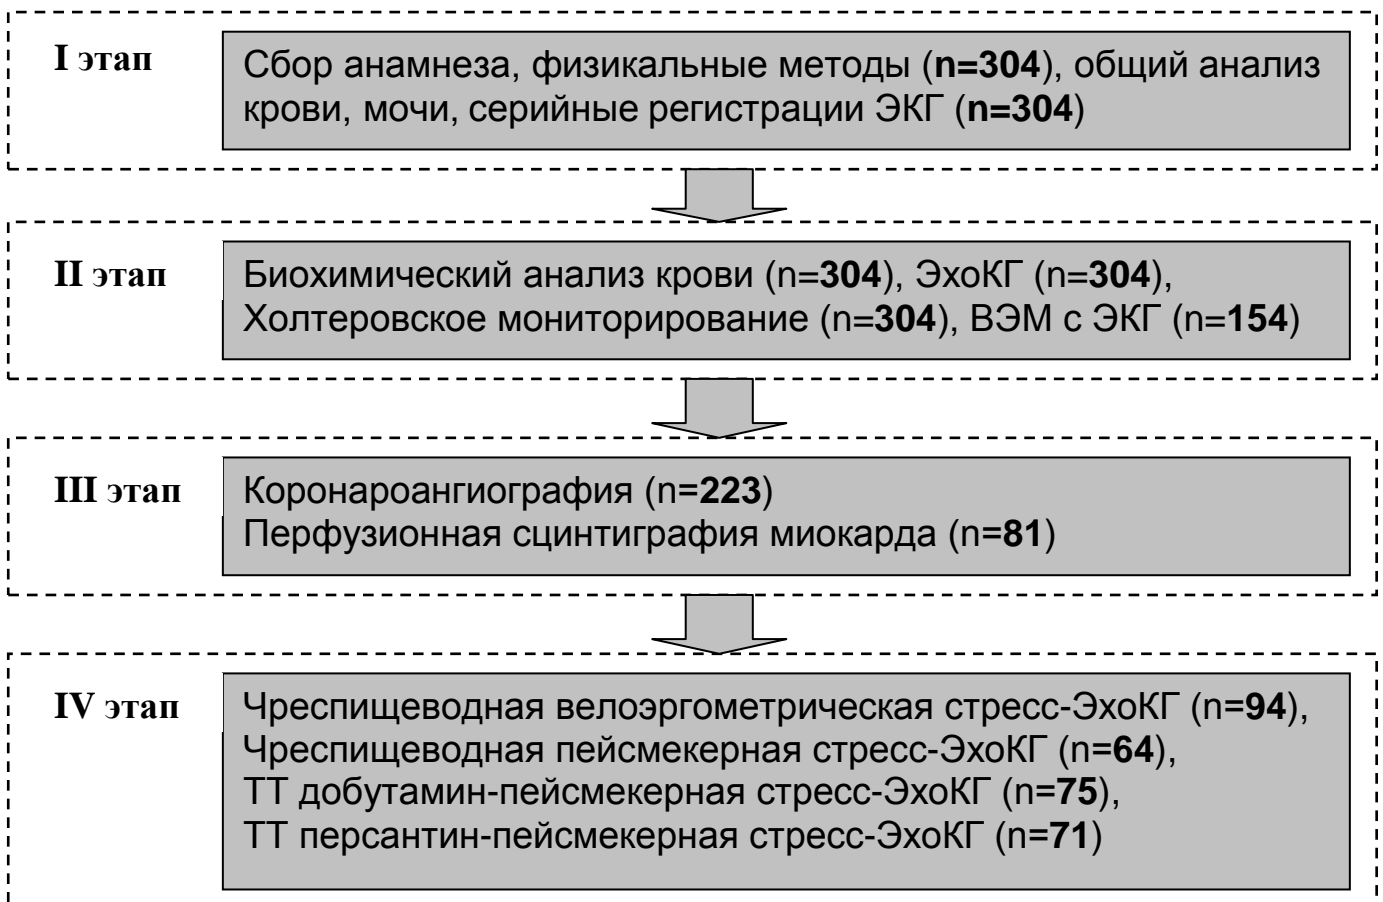 I этап
Сбор анамнеза, физикальные методы (n=304), общий анализ
крови, мочи, серийные регистрации ЭКГ (n=304)
II этап
Биохимический анализ крови (n=304), ЭхоКГ (n=304),
Холтеровское мониторирование (n=304), ВЭМ с ЭКГ (n=154)
III этап
Коронароангиография (n=223)
Перфузионная сцинтиграфия миокарда (n=81)
IV этап
Чреспищеводная велоэргометрическая стресс-ЭхоКГ (n=94),
Чреспищеводная пейсмекерная стресс-ЭхоКГ (n=64),
ТТ добутамин-пейсмекерная стресс-ЭхоКГ (n=75),
ТТ персантин-пейсмекерная стресс-ЭхоКГ (n=71)